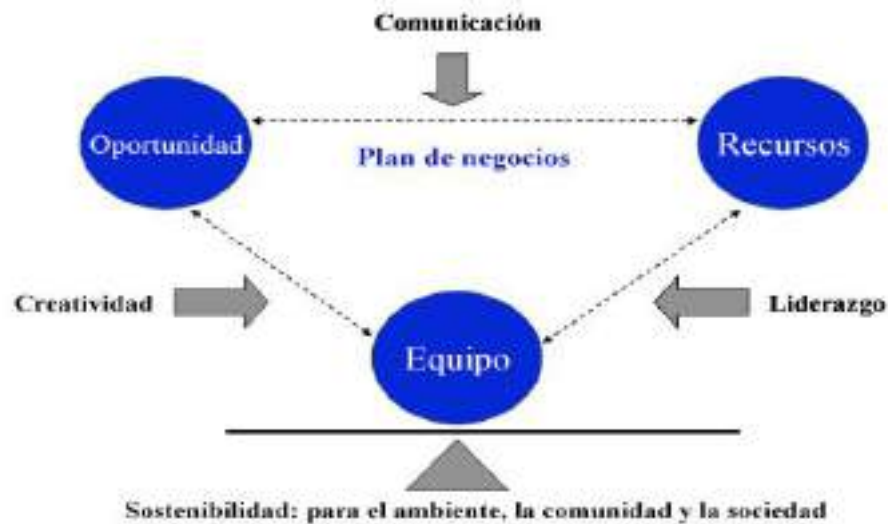 Comunicación
Oportunidad
Recursos
Plan de negocios
Creatividad
Liderazgo
Equipo
Sostenibilidad: para el ambiente, la comunidad y la sociedad